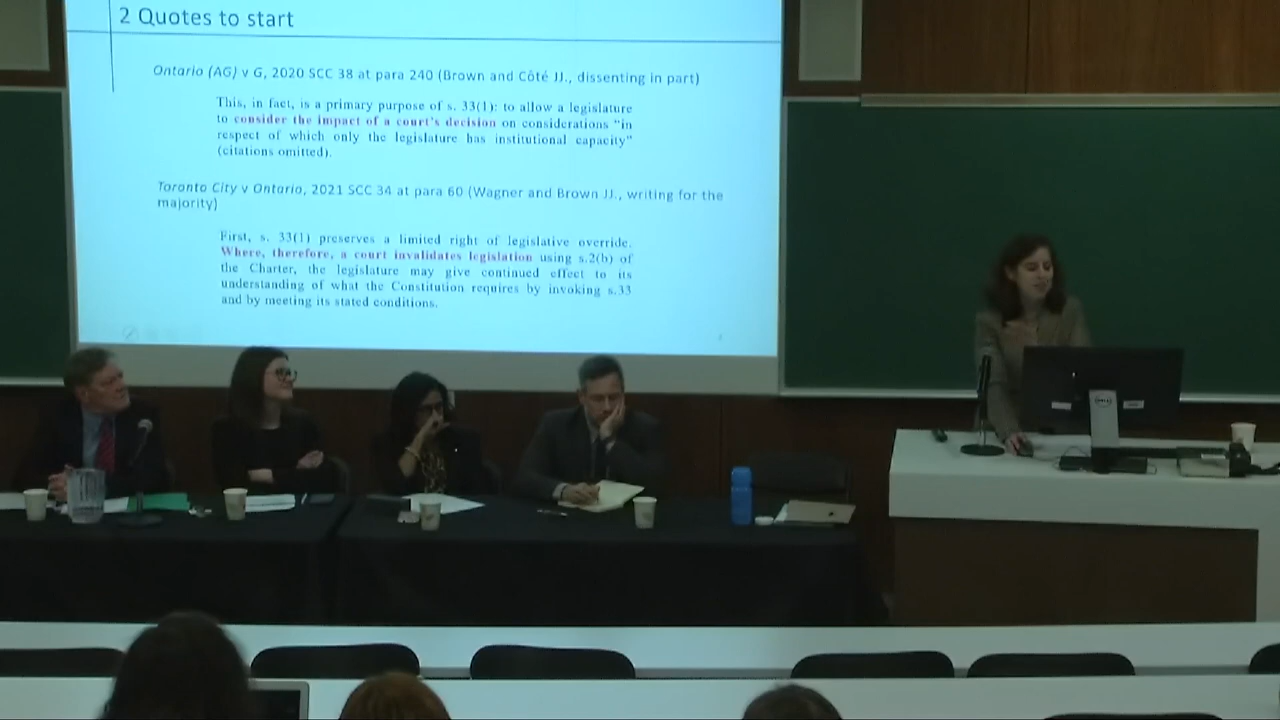 2 Quotes to start
Ontario (AG) v G, 2020 SCC 38 at para 240 (Brown and Côté JJ., dissenting in part)
This, in fact, is a primary purpose of s. 33(1): to allow a legislature
to consider the impact of a court's decision on considerations "in
respect of which only the legislature has institutional capacity"
(citations omitted).
Toronto City v Ontario, 2021 SCC 34 at para 60 (Wagner and Brown JJ., writing for the
majority)
First, s. 33(1) preserves a limited right of legislative override.
Where, therefore, a court invalidates legislation using s.2(b) of
the Charter, the legislature may give continued effect to its
understanding of what the Constitution requires by invoking s.33
and by meeting its stated conditions.